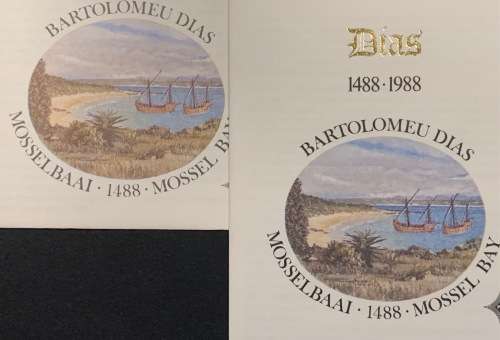 BARTOLOMEU DIAS
MOSSELBAAI · 1488 · MOSSEL BAY
Dias
1488·1988
BARTOLOMEU DIAS
MOSSELBAAI · 1488 · MOSSEL BAY